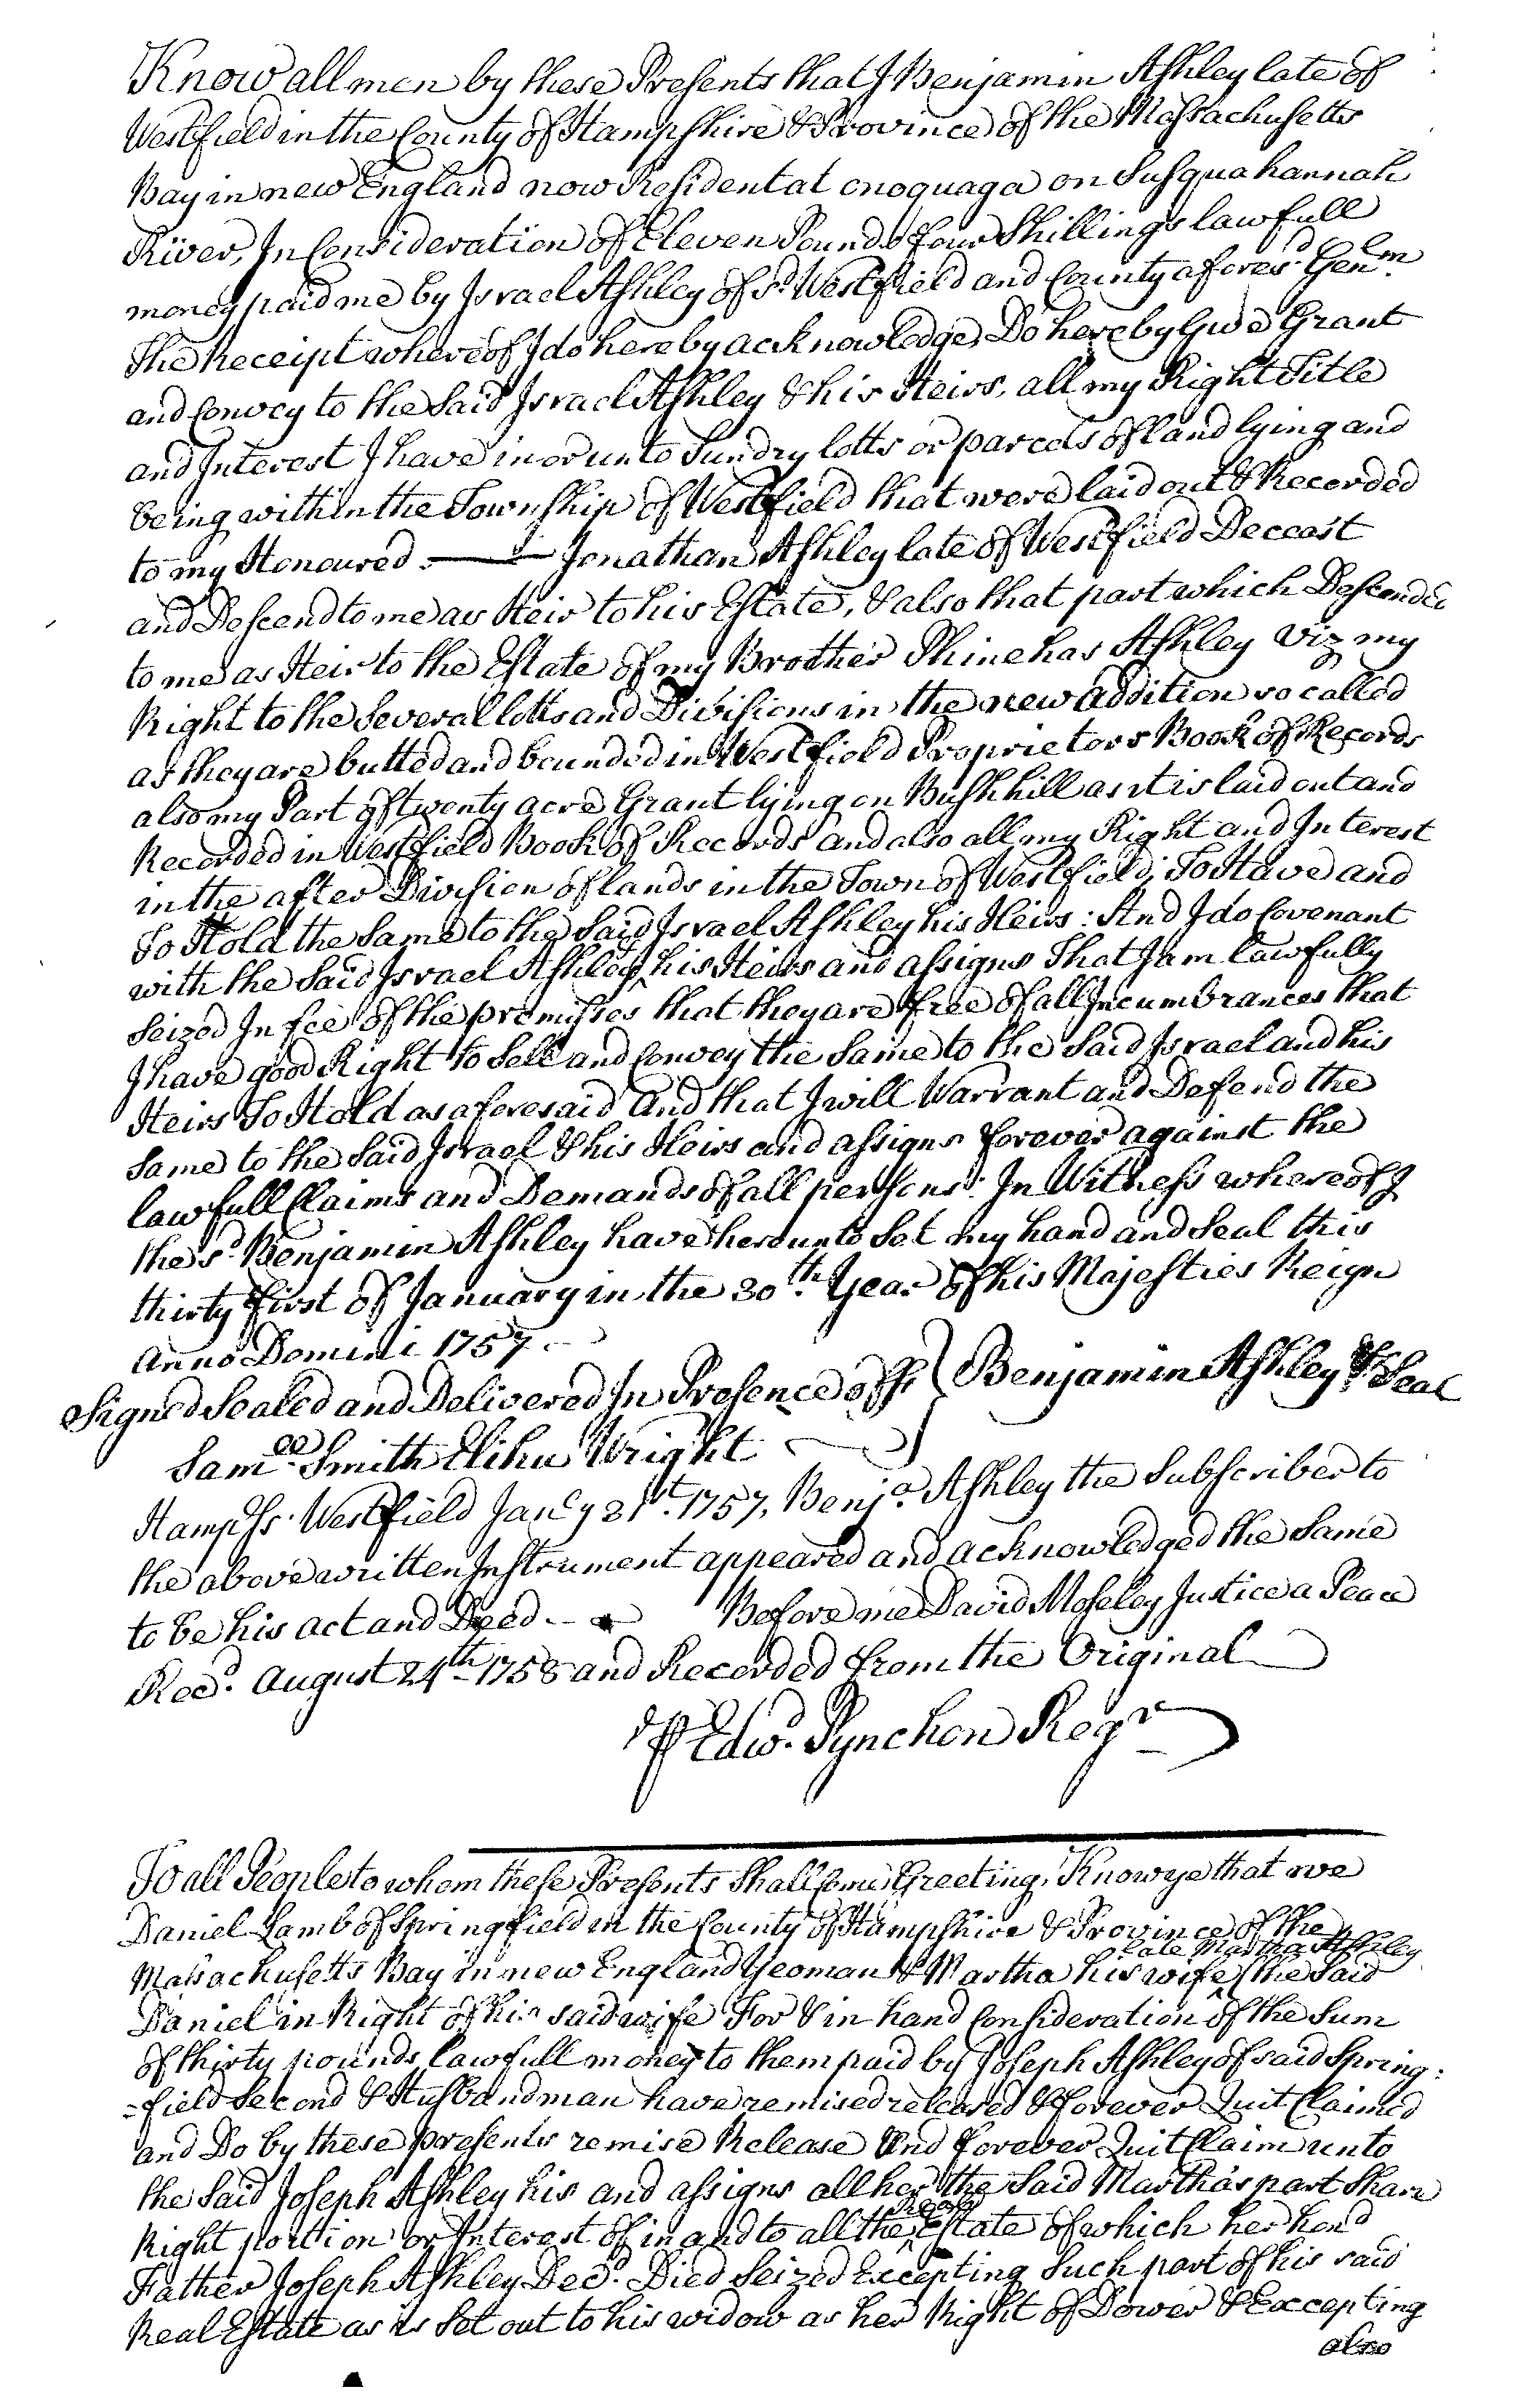 Know all men by these Presents that I Benjamin Ashley late of
Westfield in the County of Hampshire & Province of the Massachusetts
Bay in new England now Resident at onoquaga on Susquahannah
River, In Consideration of Eleven Pounds four Shillings lawfull
money paid me by Israel Ashley of sd. Westfield and County aforesd. Genlm.
The Receipt whereof I do hereby acknowledge, Do hereby Give Grant
and Convey to the Said Israel Ashley & his Heirs, all my Right Title
and Interest I have in or unto Sundry lotts or parcels of land lying and
being within the Township of Westfield that were laid out & Recorded
to my Honoured — Jonathan Ashley late of Westfield Deceast
and Descend to me as Heir to his Estate, & also that part which Descended
to me as Heir to the Estate of my Brother Phinehas Ashley Viz my
Right to the Several lotts and Divisions in the new addition so called
as they are butted and bounded in Westfield Proprietors Book of Records
also my Part of twenty acre Grant lying on Bushhill as it is laid out and
Recorded in Westfield Book of Records and also all my Right and Interest
in the after Division of lands in the Town of Westfield; To Have and
To Hold the Same to the Said Israel Ashley his Heirs: And I do Covenant
with the Said Israel Ashley his Heirs and assigns That I am lawfully
Seized In fee of the premisses that they are free of all Incumbrances that
I have good Right to Sell and Convey the Same to the Said Israel and his
Heirs To Hold as aforesaid And that I will Warrant and Defend the
Same to the Said Israel & his Heirs and assigns forever against the
lawfull Claims and Demands of all persons: In Witness whereof I
the sd. Benjamin Ashley have hereunto Set my hand and Seal this
thirty first of January in the 30th. Year of his Majesties Reign
Anno Domini 1757
Signed Sealed and Delivered In Presence off } Benjamin Ashley & Seal
Samll. Smith Elihu Wright
Hampshs. Westfield Jany 31st. 1757, Benja. Ashley the Subscriber to
the above written Instrument appeared and acknowledged the Same
to be his act and Deed -- Before me David Moseley Justice a Peace
Recd. August 24th 1758 and Recorded from the Original
℔ Edwd. Pynchon Regr
To all People to whom these Presents Shall Come Greeting, Know ye that we
Daniel Lamb of Springfield in the County of Hampshire & Province of the
late Martha Ashley
Massachusetts Bay in new England Yeoman & Martha his wife (the Said
Daniel in Right of his said wife For & in hand Consideration of the Sum
of thirty pounds lawfull money to them paid by Joseph Ashley of said Spring:
=field Second & Husbandman have remised released & forever Quit Claimed
and Do by these presents remise Release And forever Quit Claim unto
the Said Joseph Ashley his and assigns all her the Said Martha's part Share
Real
Right portion or Interest of in and to all the Estate of which her hond
Father Joseph Ashley Decd. Died Seized Excepting Such part of his said
Real Estate as is Set out to his widow as her Right of Dower & Excepting
also